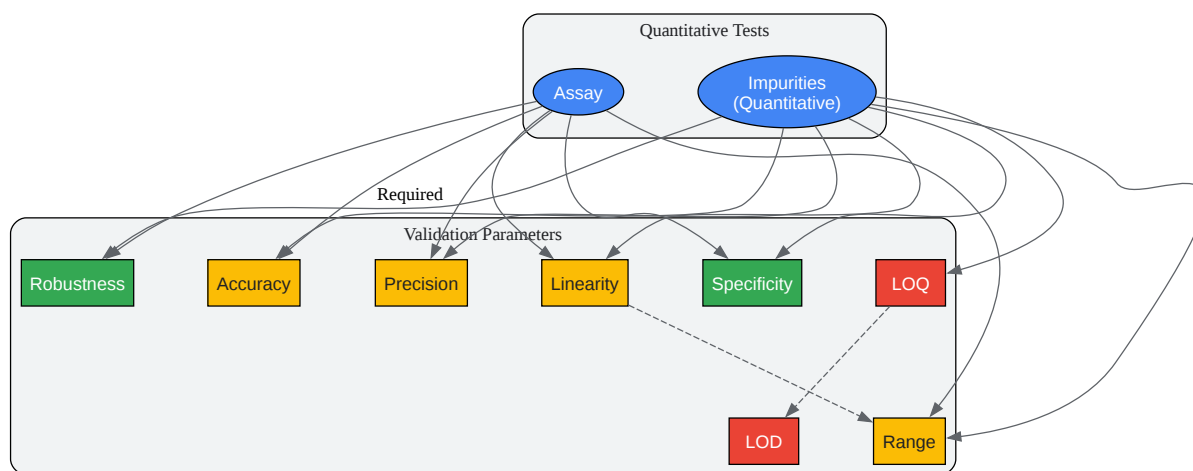 Quantitative Tests
Assay
Impurities
(Quantitative)
Required
Validation Parameters
Robustness
Accuracy
Precision
Linearity
Specificity
LOQ
LOD
Range